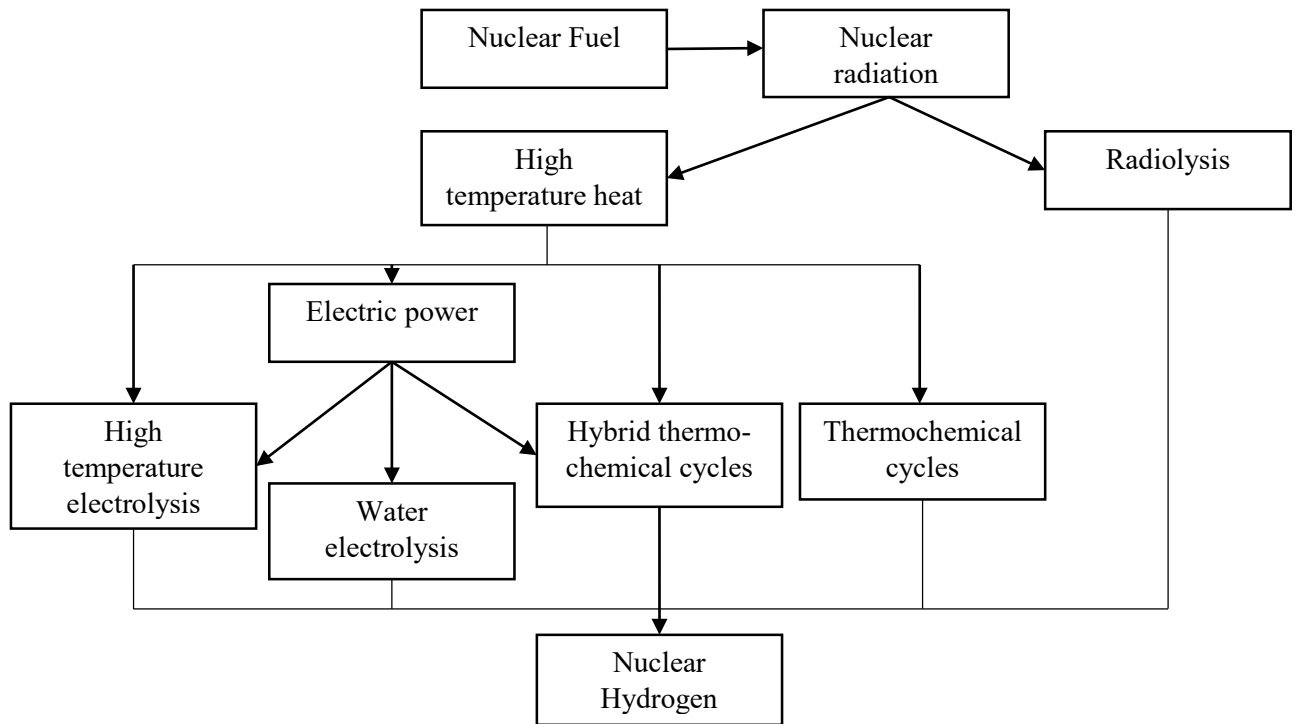 Nuclear Fuel
Nuclear
radiation
High
temperature heat
Radiolysis
Electric power
High
temperature
electrolysis
Water
electrolysis
Hybrid thermo-
chemical cycles
Thermochemical
cycles
Nuclear
Hydrogen